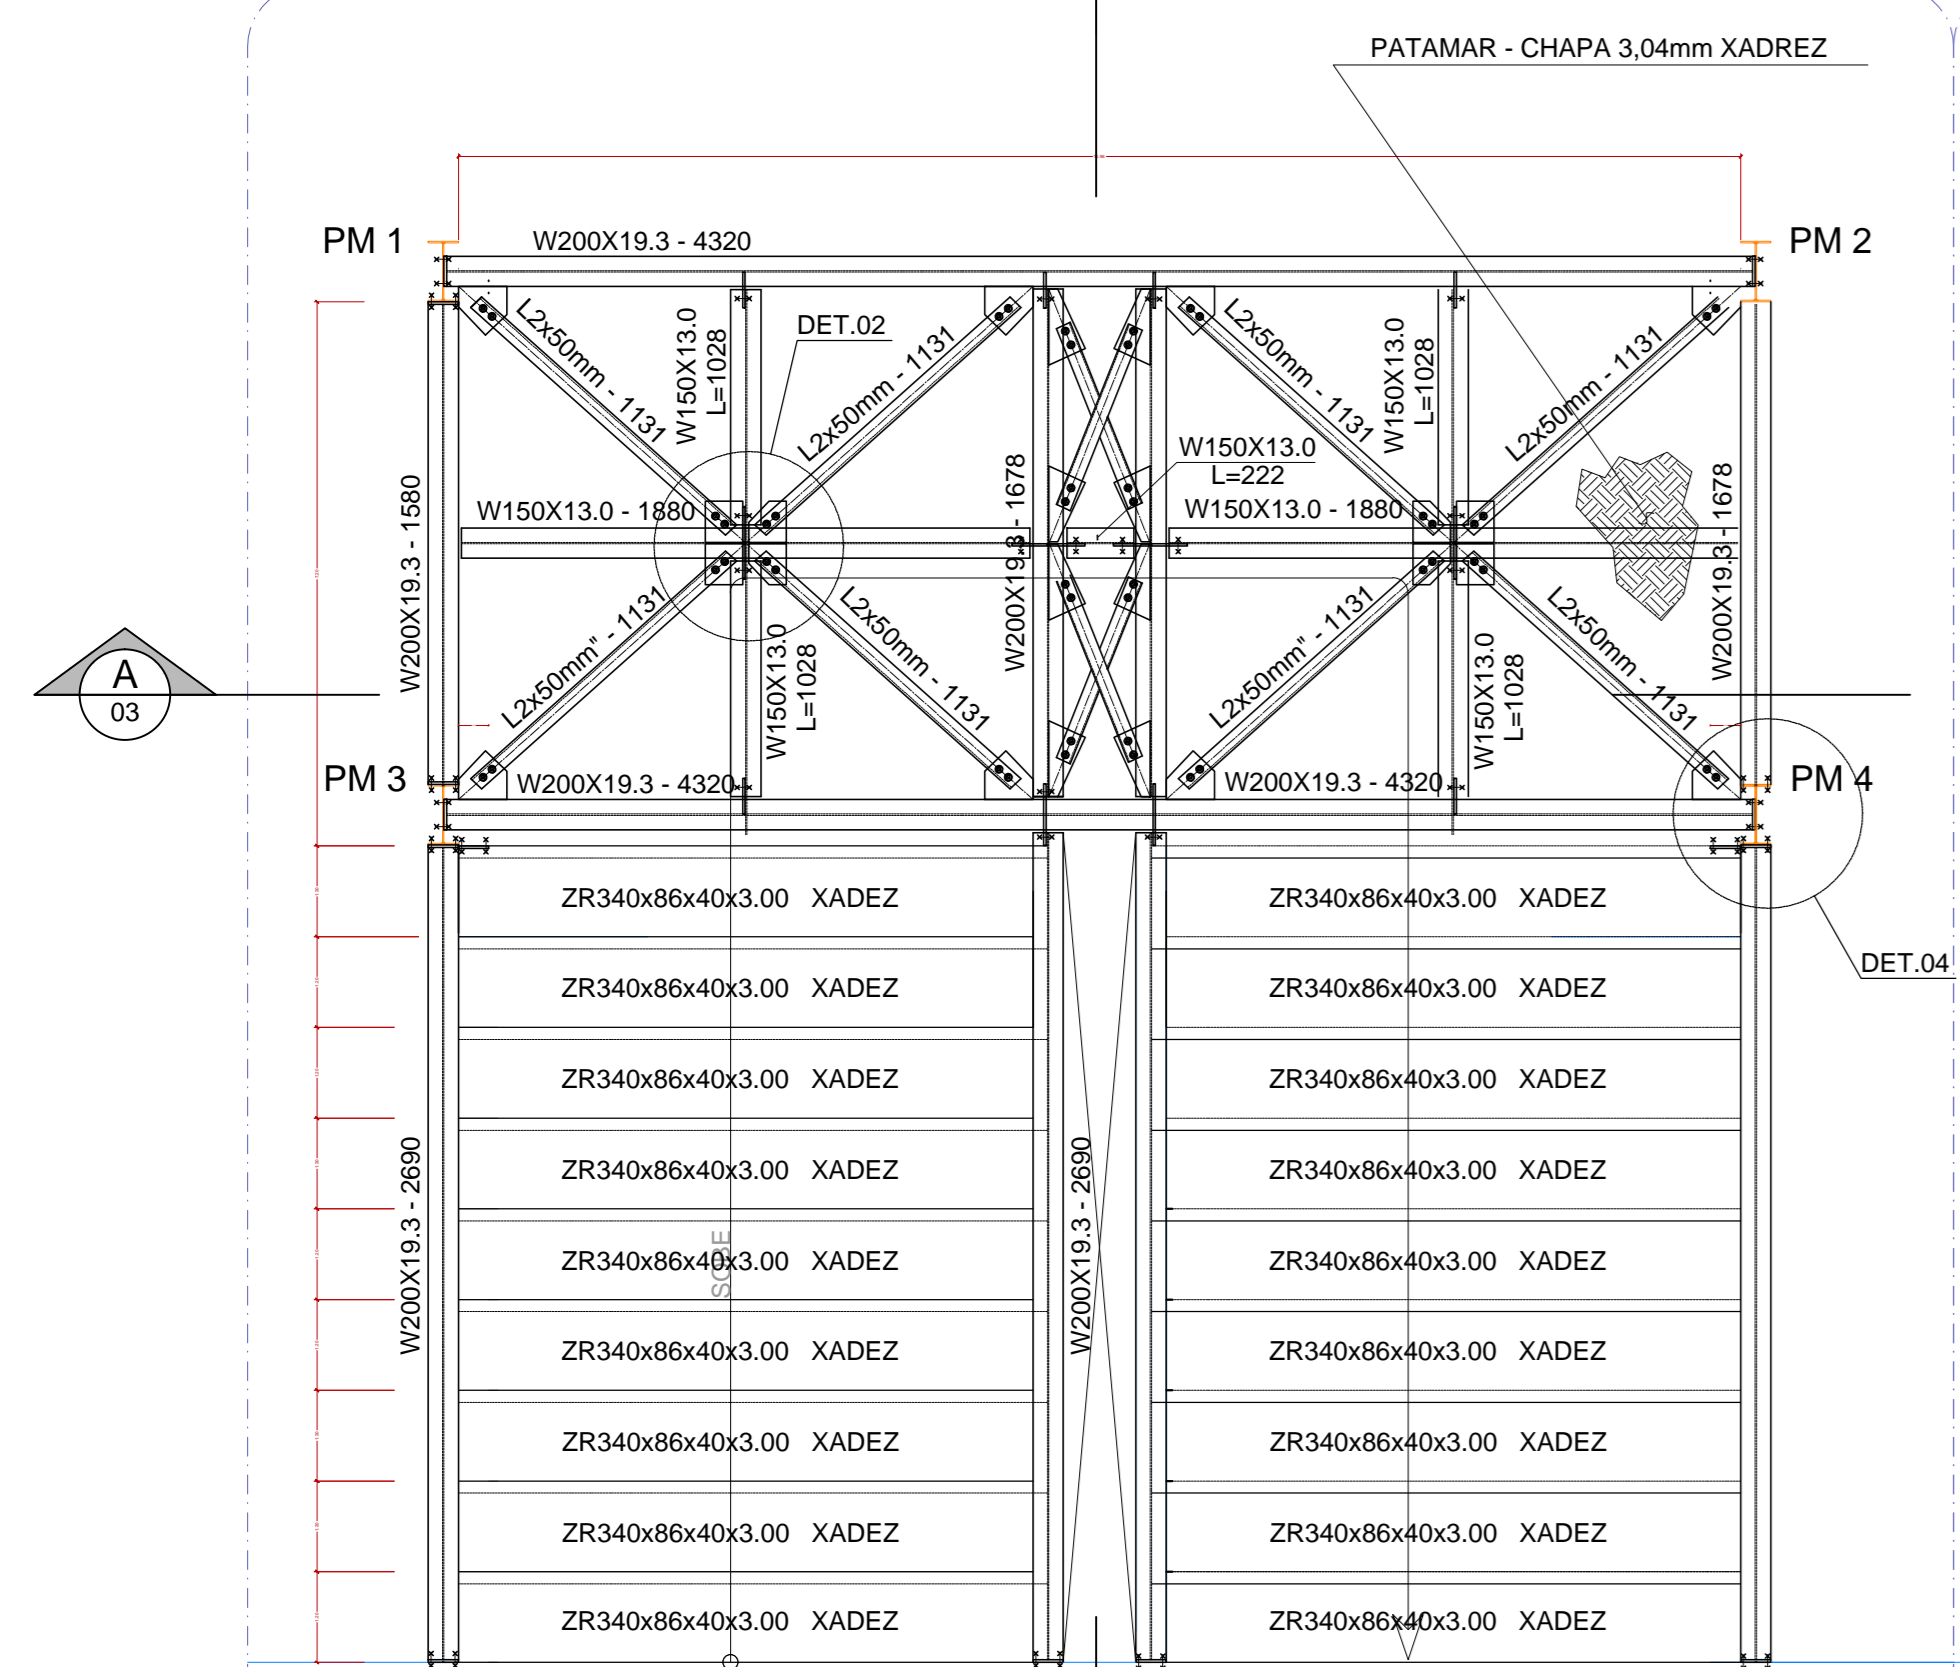 PATAMAR - CHAPA 3,04mm XADREZ
PM 1
W200X19.3 - 4320
PM 2
L2x50mm - 1131
W150X13.0
L=1028
DET.02
L2x50mm - 1131
L2x50mm - 1131
W150X13.0
L=1028
L2x50mm - 1131
W150X13.0
L=222
W200X19.3 - 1580
W150X13.0 - 1880
W200X19.3 - 1678
W150X13.0 - 1880
W200X19.3 - 1678
A
03
L2x50mm" - 1131
W150X13.0
L=1028
L2x50mm - 1131
L2x50mm" - 1131
W150X13.0
L=1028
L2x50mm - 1131
PM 3
W200X19.3 - 4320
W200X19.3 - 4320
PM 4
ZR340x86x40x3.00 XADEZ
ZR340x86x40x3.00 XADEZ
DET.04
ZR340x86x40x3.00 XADEZ
ZR340x86x40x3.00 XADEZ
ZR340x86x40x3.00 XADEZ
ZR340x86x40x3.00 XADEZ
ZR340x86x40x3.00 XADEZ
ZR340x86x40x3.00 XADEZ
W200X19.3 - 2690
W200X19.3 - 2690
SOBE
ZR340x86x40x3.00 XADEZ
ZR340x86x40x3.00 XADEZ
ZR340x86x40x3.00 XADEZ
ZR340x86x40x3.00 XADEZ
ZR340x86x40x3.00 XADEZ
ZR340x86x40x3.00 XADEZ
ZR340x86x40x3.00 XADEZ
ZR340x86x40x3.00 XADEZ
ZR340x86x40x3.00 XADEZ
ZR340x86x40x3.00 XADEZ